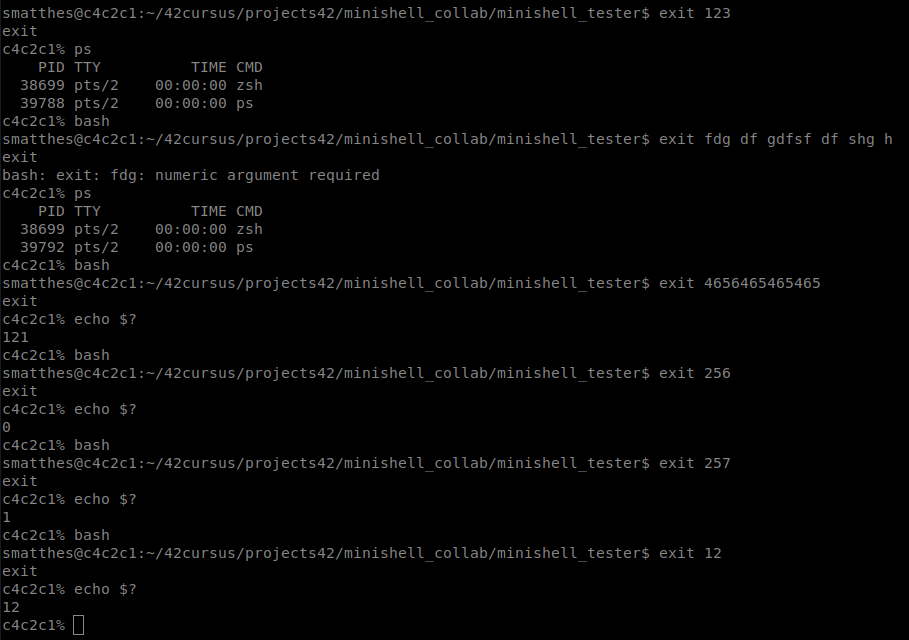 smatthes@c4c2c1:~/42cursus/projects42/minishell_collab/minishell_tester$ exit 123
exit
c4c2c1% ps
    PID TTY          TIME CMD
  38699 pts/2    00:00:00 zsh
  39788 pts/2    00:00:00 ps
c4c2c1% bash
smatthes@c4c2c1:~/42cursus/projects42/minishell_collab/minishell_tester$ exit fdg df gdfsf df shg h
exit
bash: exit: fdg: numeric argument required
c4c2c1% ps
    PID TTY          TIME CMD
  38699 pts/2    00:00:00 zsh
  39792 pts/2    00:00:00 ps
c4c2c1% bash
smatthes@c4c2c1:~/42cursus/projects42/minishell_collab/minishell_tester$ exit 4656465465465
exit
c4c2c1% echo $?
121
c4c2c1% bash
smatthes@c4c2c1:~/42cursus/projects42/minishell_collab/minishell_tester$ exit 256
exit
c4c2c1% echo $?
0
c4c2c1% bash
smatthes@c4c2c1:~/42cursus/projects42/minishell_collab/minishell_tester$ exit 257
exit
c4c2c1% echo $?
1
c4c2c1% bash
smatthes@c4c2c1:~/42cursus/projects42/minishell_collab/minishell_tester$ exit 12
exit
c4c2c1% echo $?
12
c4c2c1%